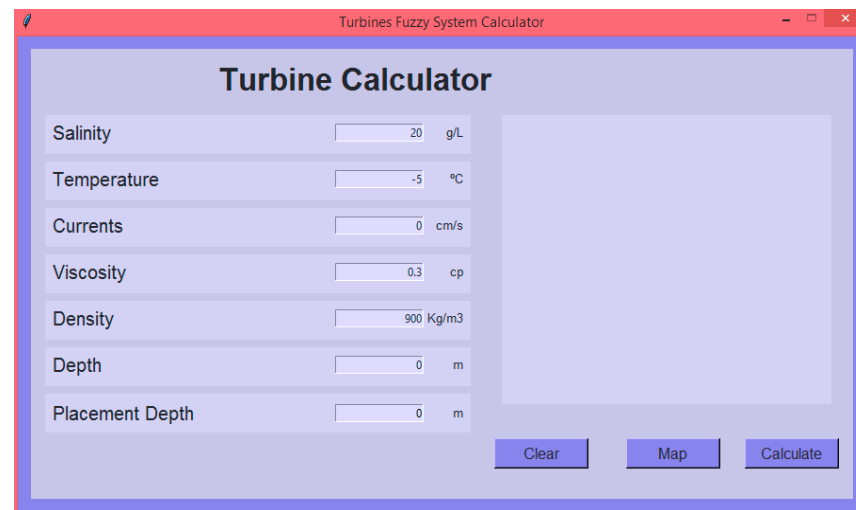 Turbines Fuzzy System Calculator
Turbine Calculator
Salinity 20 g/L
Temperature -5 ºC
Currents 0 cm/s
Viscosity 0.3 cp
Density 900 Kg/m3
Depth 0 m
Placement Depth 0 m
Clear Map Calculate